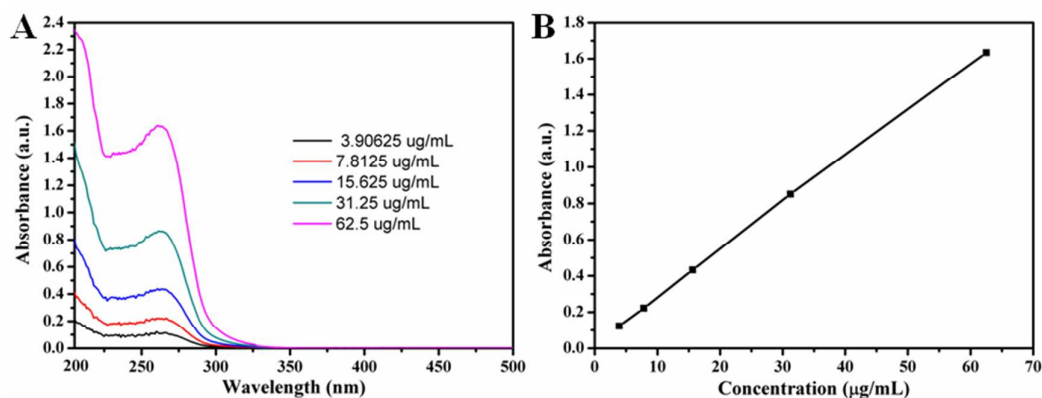 A
2.4
2.2
2.0
1.8
1.6
1.4
1.2
1.0
0.8
0.6
0.4
0.2
0.0
Absorbance (a.u.)
200 250 300 350 400 450 500
Wavelength (nm)
3.90625 ug/mL
7.8125 ug/mL
15.625 ug/mL
31.25 ug/mL
62.5 ug/mL
B
1.8
1.6
1.4
1.2
1.0
0.8
0.6
0.4
0.2
0.0
Absorbance (a.u.)
0 10 20 30 40 50 60 70
Concentration (μg/mL)